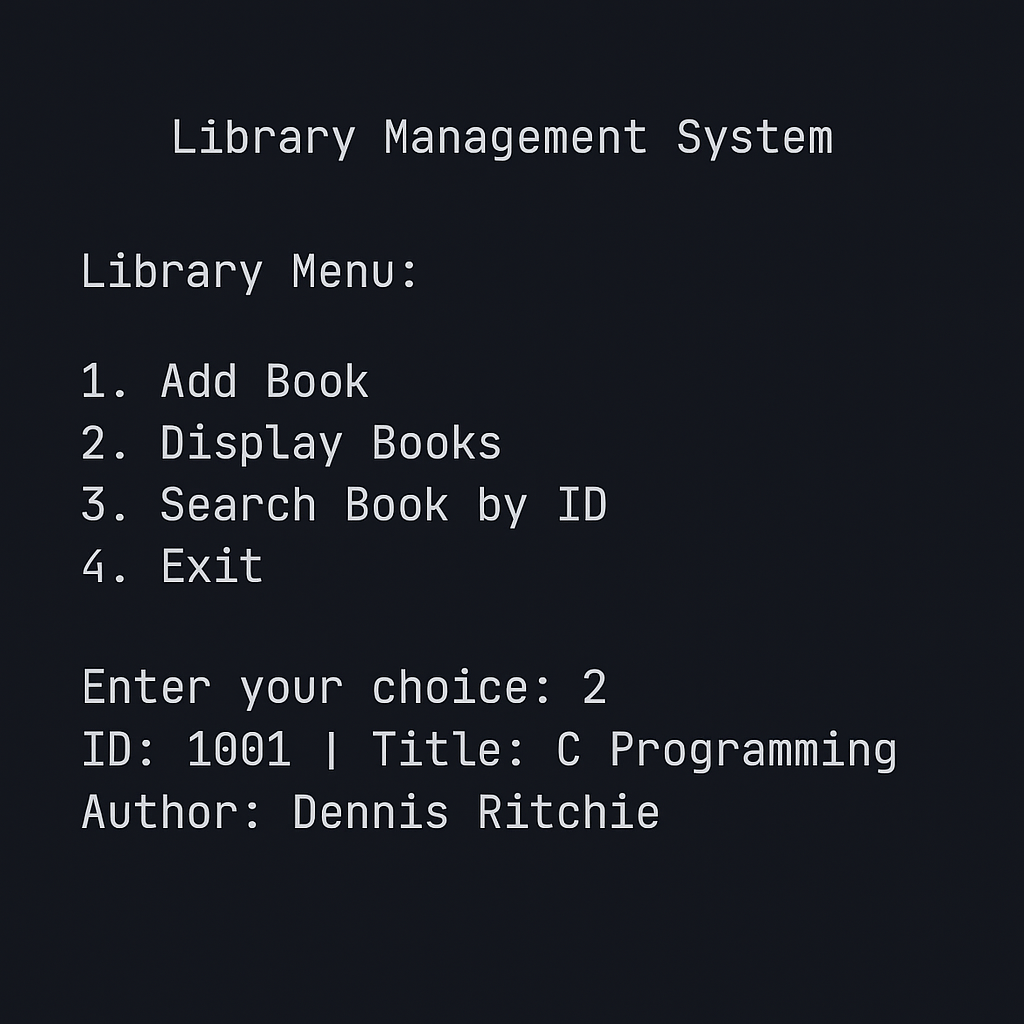 Library Management System
Library Menu:
1. Add Book
2. Display Books
3. Search Book by ID
4. Exit
Enter your choice: 2
ID: 1001 | Title: C Programming
Author: Dennis Ritchie